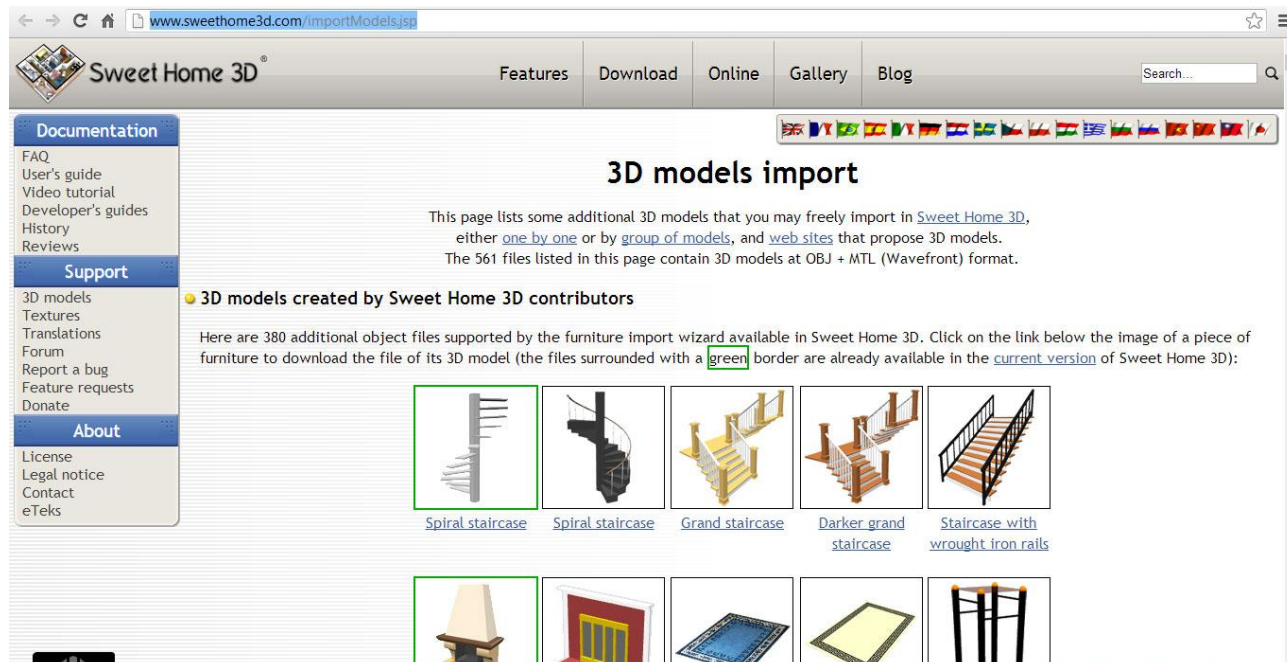 www.sweethome3d.com/importModels.jsp
Sweet Home 3D®
Features
Download
Online
Gallery
Blog
Search...
Documentation
FAQ
User's guide
Video tutorial
Developer's guides
History
Reviews
Support
3D models
Textures
Translations
Forum
Report a bug
Feature requests
Donate
About
License
Legal notice
Contact
eTeks
3D models import
This page lists some additional 3D models that you may freely import in Sweet Home 3D,
either one by one or by group of models, and web sites that propose 3D models.
The 561 files listed in this page contain 3D models at OBJ + MTL (Wavefront) format.
3D models created by Sweet Home 3D contributors
Here are 380 additional object files supported by the furniture import wizard available in Sweet Home 3D. Click on the link below the image of a piece of
furniture to download the file of its 3D model (the files surrounded with a green border are already available in the current version of Sweet Home 3D):
Spiral staircase
Spiral staircase
Grand staircase
Darker grand
staircase
Staircase with
wrought iron rails